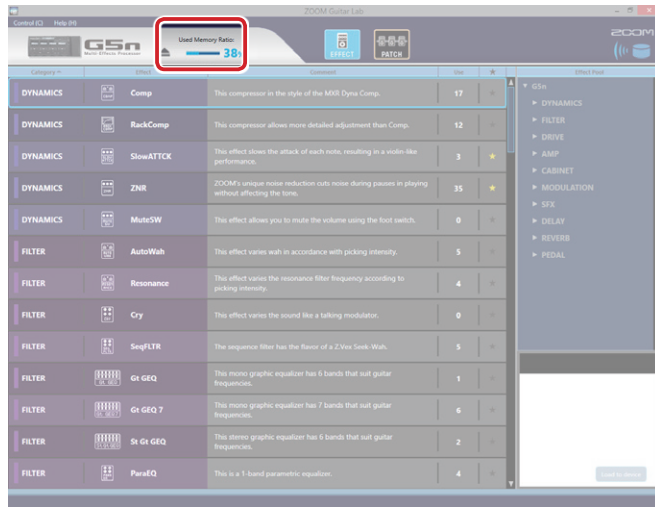 ZOOM Guitar Lab
Control (C) Help (H)
G5n
Multi-Effects Processor
Used Memory Ratio:
38%
EFFECT
PATCH
ZOOM
Category
Effect
Comment
Use
★
Effect Pool
DYNAMICS Comp This compressor in the style of the MXR Dyna Comp. 17
DYNAMICS RackComp This compressor allows more detailed adjustment than Comp. 12
DYNAMICS SlowATTCK This effect slows the attack of each note, resulting in a violin-like
performance. 3
DYNAMICS ZNR ZOOM's unique noise reduction cuts noise during pauses in playing
without affecting the tone. 35
DYNAMICS MuteSW This effect allows you to mute the volume using the foot switch. 0
FILTER AutoWah This effect varies wah in accordance with picking intensity. 5
FILTER Resonance This effect varies the resonance filter frequency according to
picking intensity. 4
FILTER Cry This effect varies the sound like a talking modulator. 0
FILTER SeqFLTR The sequence filter has the flavor of a Z.Vex Seek-Wah. 5
FILTER Gt GEQ This mono graphic equalizer has 6 bands that suit guitar
frequencies. 1
FILTER Gt GEQ 7 This mono graphic equalizer has 7 bands that suit guitar
frequencies. 6
FILTER St Gt GEQ This stereo graphic equalizer has 6 bands that suit guitar
frequencies. 2
FILTER ParaEQ This is a 1-band parametric equalizer. 4
G5n
DYNAMICS
FILTER
DRIVE
AMP
CABINET
MODULATION
SFX
DELAY
REVERB
PEDAL
Load to device